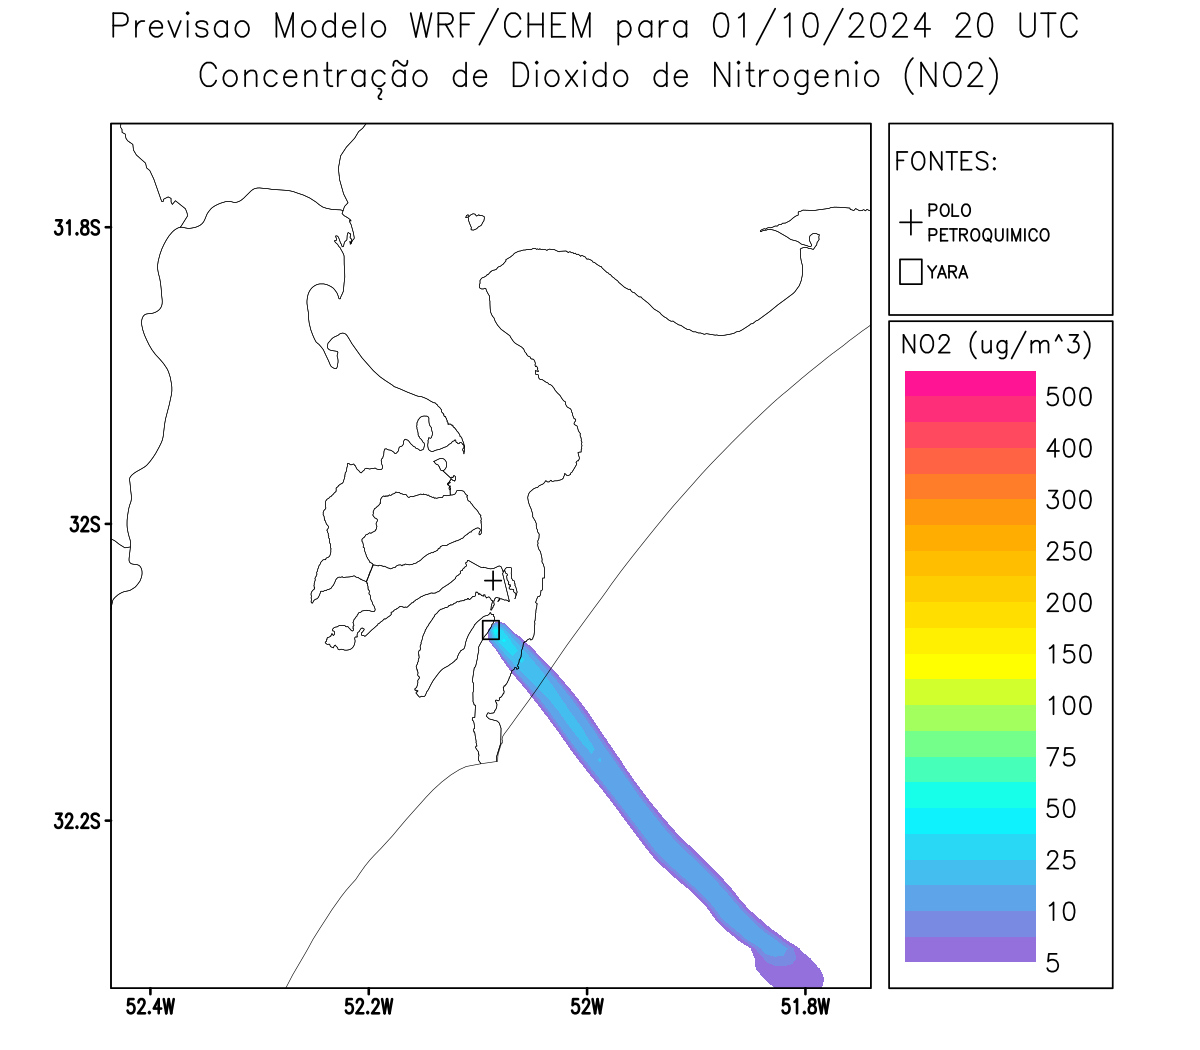 Previsao Modelo WRF/CHEM para 01/10/2024 20 UTC
Concentração de Dioxido de Nitrogenio (NO2)
FONTES:
POLO
PETROQUIMICO
YARA
NO2 (ug/m^3)
500
400
300
250
200
150
100
75
50
25
10
5
31.8S
32S
32.2S
52.4W
52.2W
52W
51.8W